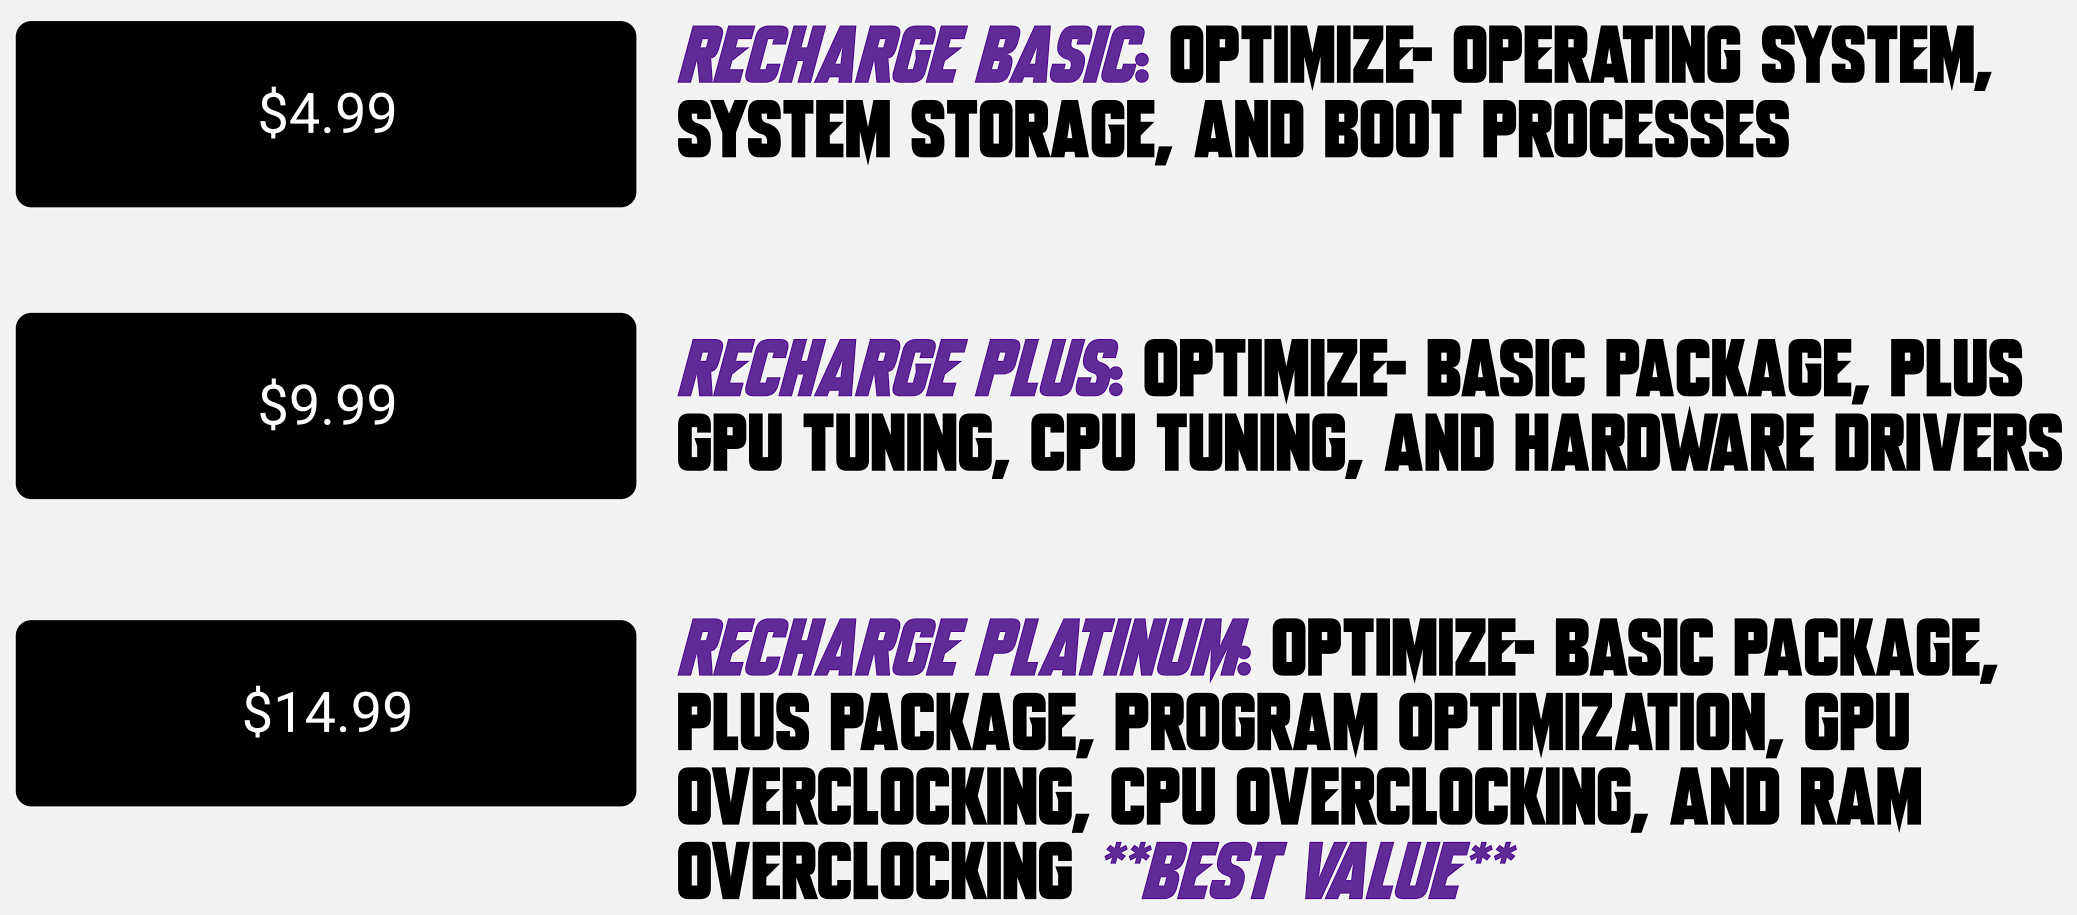 $4.99
RECHARGE BASIC: OPTIMIZE- OPERATING SYSTEM,
SYSTEM STORAGE, AND BOOT PROCESSES
$9.99
RECHARGE PLUS: OPTIMIZE- BASIC PACKAGE, PLUS
GPU TUNING, CPU TUNING, AND HARDWARE DRIVERS
$14.99
RECHARGE PLATINUM: OPTIMIZE- BASIC PACKAGE,
PLUS PACKAGE, PROGRAM OPTIMIZATION, GPU
OVERCLOCKING, CPU OVERCLOCKING, AND RAM
OVERCLOCKING **BEST VALUE**